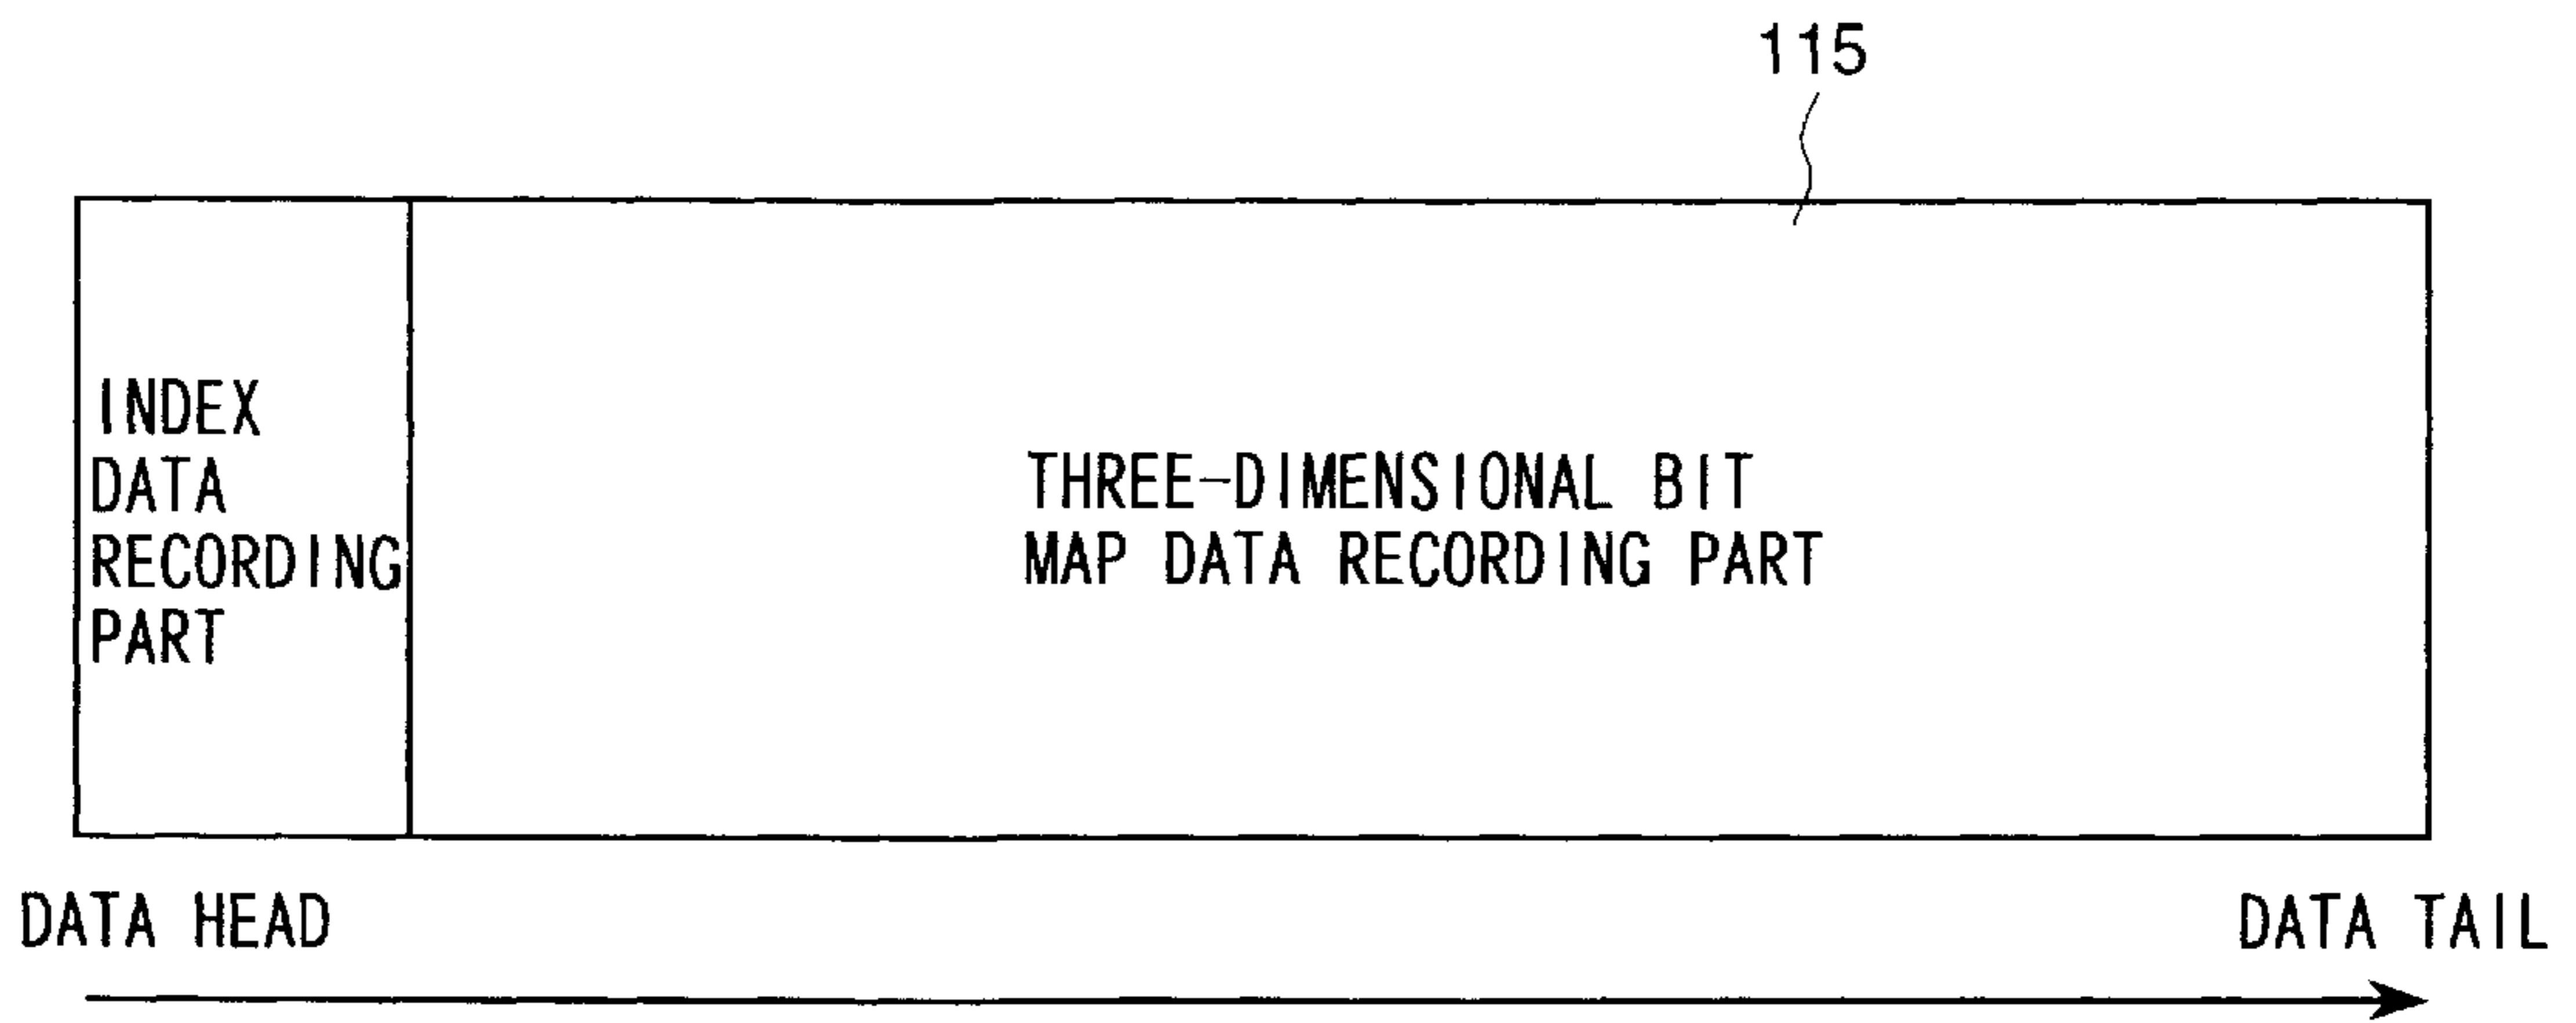 115
INDEX
DATA
RECORDING
PART
THREE-DIMENSIONAL BIT
MAP DATA RECORDING PART
DATA HEAD
DATA TAIL